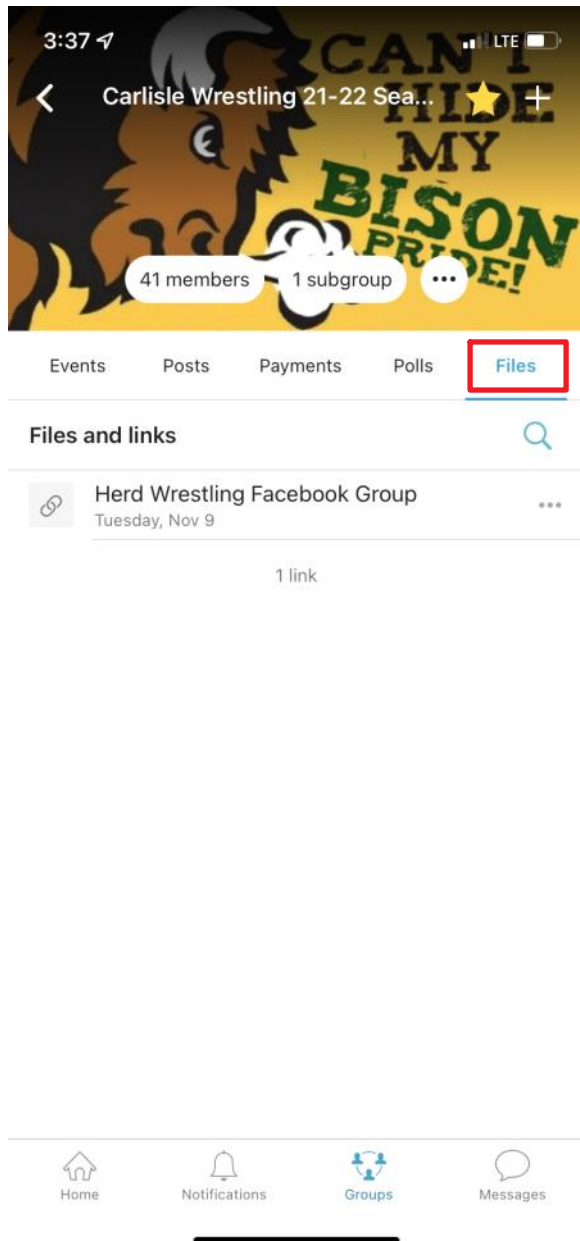 3:37
LTE
CAN'T
Carlisle Wrestling 21-22 Sea...
HIDE
MY
BISON
PRIDE!
41 members
1 subgroup
...
Events Posts Payments Polls Files
Files and links
Herd Wrestling Facebook Group
...
Tuesday, Nov 9
1 link
Home Notifications Groups Messages